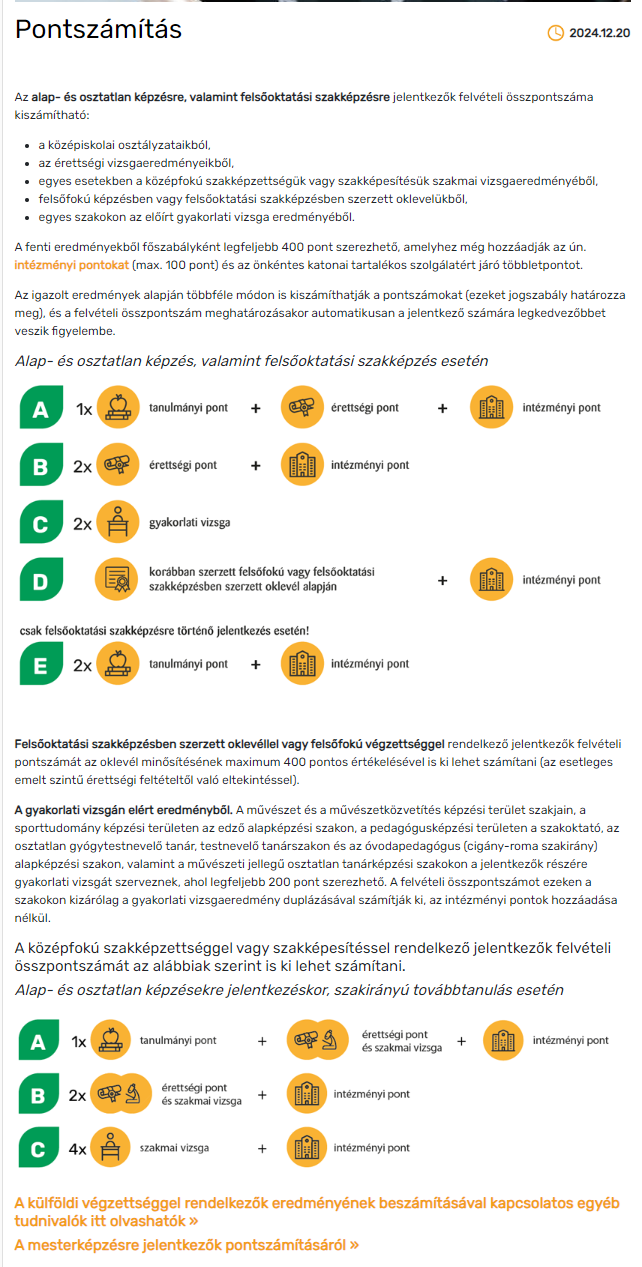 Pontszámítás
2024.12.20
Az alap- és osztatlan képzésre, valamint felsőoktatási szakképzésre jelentkezők felvételi összpontszáma
kiszámítható:
a középiskolai osztályzataikból,
az érettségi vizsgaeredményeikből,
egyes esetekben a középfokú szakképzettségük vagy szakképesítésük szakmai vizsgaeredményéből,
felsőfokú képzésben vagy felsőoktatási szakképzésben szerzett oklevelükből,
egyes szakokon az előírt gyakorlati vizsga eredményéből.
A fenti eredményekből főszabályként legfeljebb 400 pont szerezhető, amelyhez még hozzáadják az ún.
intézményi pontokat (max. 100 pont) és az önkéntes katonai tartalékos szolgálatért járó többletpontot.
Az igazolt eredmények alapján többféle módon is kiszámíthatják a pontszámokat (ezeket jogszabály határozza
meg), és a felvételi összpontszám meghatározásakor automatikusan a jelentkező számára legkedvezőbbet
veszik figyelembe.
Alap- és osztatlan képzés, valamint felsőoktatási szakképzés esetén
A 1x tanulmányi pont + érettségi pont + intézményi pont
B 2x érettségi pont + intézményi pont
C 2x gyakorlati vizsga
D korábban szerzett felsőfokú vagy felsőoktatási
szakképzésben szerzett oklevél alapján + intézményi pont
csak felsőoktatási szakképzésre történő jelentkezés esetén!
E 2x tanulmányi pont + intézményi pont
Felsőoktatási szakképzésben szerzett oklevéllel vagy felsőfokú végzettséggel rendelkező jelentkezők felvételi
pontszámát az oklevél minősítésének maximum 400 pontos értékelésével is ki lehet számítani (az esetleges
emelt szintű érettségi feltételtől való eltekintéssel).
A gyakorlati vizsgán elért eredményből. A művészet és a művészetközvetítés képzési terület szakjain, a
sporttudomány képzési területen az edző alapképzési szakon, a pedagógusképzési területen a szakoktató, az
osztatlan gyógytestnevelő tanár, testnevelő tanárszakon és az óvodapedagógus (cigány-roma szakirány)
alapképzési szakon, valamint a művészeti jellegű osztatlan tanárképzési szakokon a jelentkezők részére
gyakorlati vizsgát szerveznek, ahol legfeljebb 200 pont szerezhető. A felvételi összpontszámot ezeken a
szakokon kizárólag a gyakorlati vizsgaeredmény duplázásával számítják ki, az intézményi pontok hozzáadása
nélkül.
A középfokú szakképzettséggel vagy szakképesítéssel rendelkező jelentkezők felvételi
összpontszámát az alábbiak szerint is ki lehet számítani.
Alap- és osztatlan képzésekre jelentkezéskor, szakirányú továbbtanulás esetén
A 1x tanulmányi pont + érettségi pont
és szakmai vizsga + intézményi pont
B 2x érettségi pont
és szakmai vizsga + intézményi pont
C 4x szakmai vizsga + intézményi pont
A külföldi végzettséggel rendelkezők eredményének beszámításával kapcsolatos egyéb
tudnivalók itt olvashatók »
A mesterképzésre jelentkezők pontszámításáról »